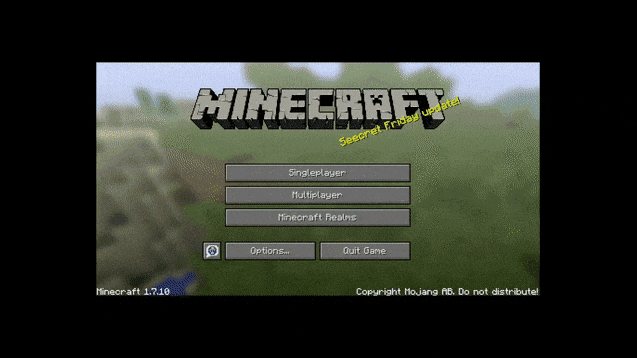 MINECRAFT
Seecret Friday update!
Singleplayer
Multiplayer
Minecraft Realms
Options...
Quit Game
Minecraft 1.7.10
Copyright Mojang AB. Do not distribute!